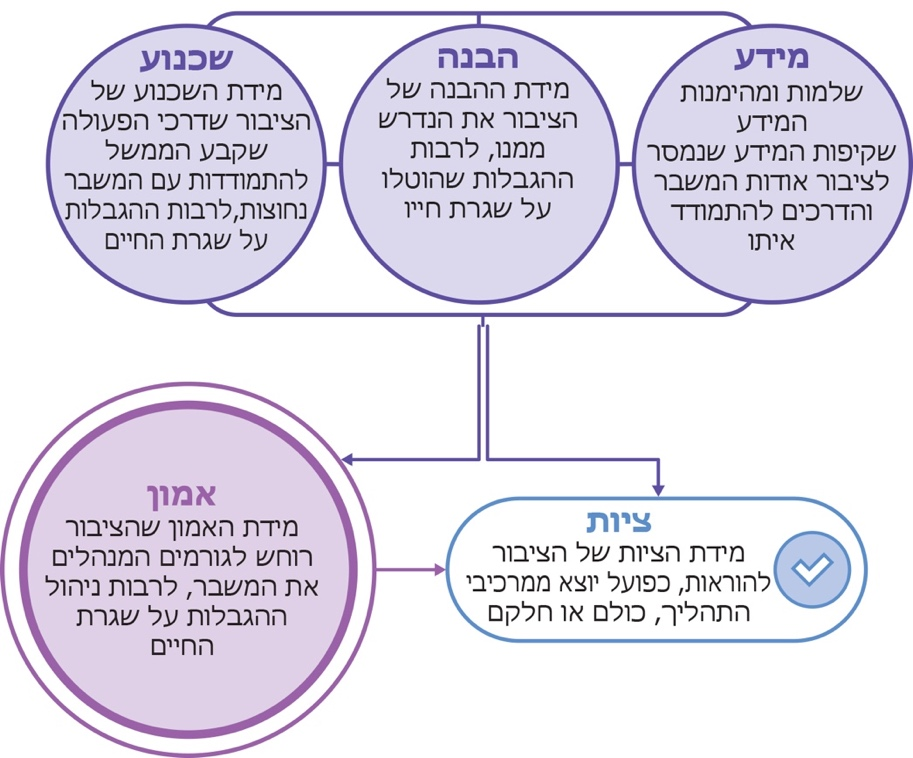 מידע
שלמות ומהימנות
המידע
שקיפות המידע שנמסר
לציבור אודות המשבר
והדרכים להתמודד
איתו
הבנה
מידת ההבנה של
הציבור את הנדרש
ממנו, לרבות
ההגבלות שהוטלו
על שגרת חייו
שכנוע
מידת השכנוע של
הציבור שדרכי הפעולה
שקבע הממשל
להתמודדות עם המשבר
נחוצות,לרבות ההגבלות
על שגרת החיים
אמון
מידת האמון שהציבור
רוחש לגורמים המנהלים
את המשבר, לרבות ניהול
ההגבלות על שגרת
החיים
ציות
מידת הציות של הציבור
להוראות, כפועל יוצא ממרכיבי
התהליך, כולם או חלקם